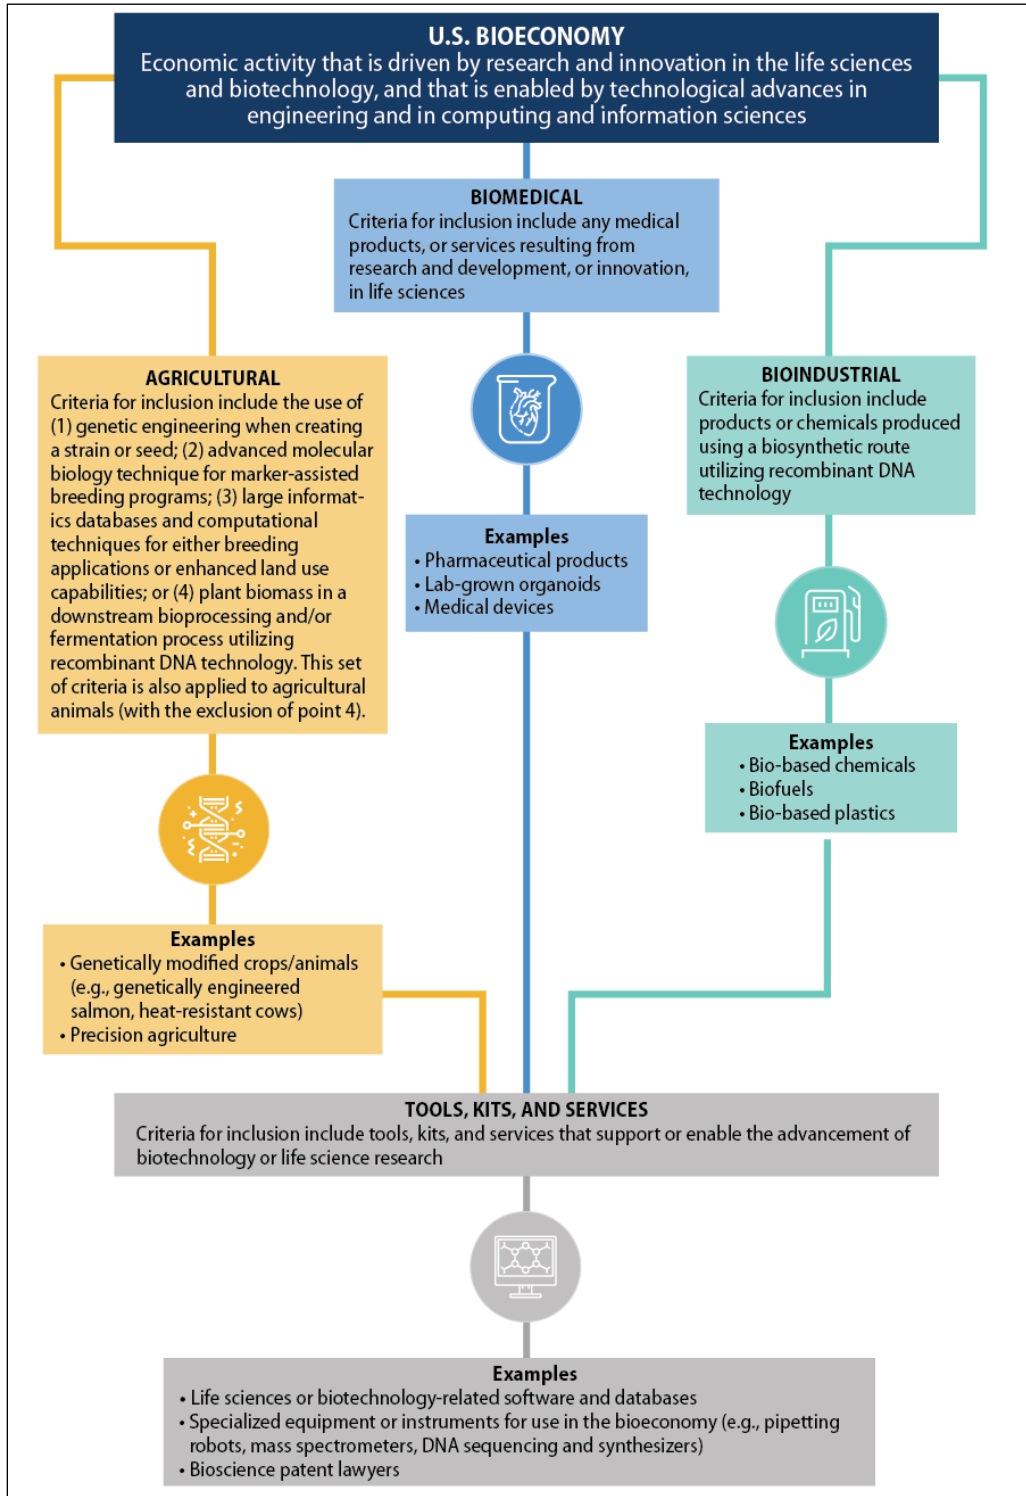 U.S. BIOECONOMY
Economic activity that is driven by research and innovation in the life sciences
and biotechnology, and that is enabled by technological advances in
engineering and in computing and information sciences
BIOMEDICAL
Criteria for inclusion include any medical
products, or services resulting from
research and development, or innovation,
in life sciences
AGRICULTURAL
Criteria for inclusion include the use of
(1) genetic engineering when creating
a strain or seed; (2) advanced molecular
biology technique for marker-assisted
breeding programs; (3) large informat-
ics databases and computational
techniques for either breeding
applications or enhanced land use
capabilities; or (4) plant biomass in a
downstream bioprocessing and/or
fermentation process utilizing
recombinant DNA technology. This set
of criteria is also applied to agricultural
animals (with the exclusion of point 4).
BIOINDUSTRIAL
Criteria for inclusion include
products or chemicals produced
using a biosynthetic route
utilizing recombinant DNA
technology
Examples
• Pharmaceutical products
• Lab-grown organoids
• Medical devices
Examples
• Bio-based chemicals
• Biofuels
• Bio-based plastics
Examples
• Genetically modified crops/animals
(e.g., genetically engineered
salmon, heat-resistant cows)
• Precision agriculture
TOOLS, KITS, AND SERVICES
Criteria for inclusion include tools, kits, and services that support or enable the advancement of
biotechnology or life science research
Examples
• Life sciences or biotechnology-related software and databases
• Specialized equipment or instruments for use in the bioeconomy (e.g., pipetting
robots, mass spectrometers, DNA sequencing and synthesizers)
• Bioscience patent lawyers